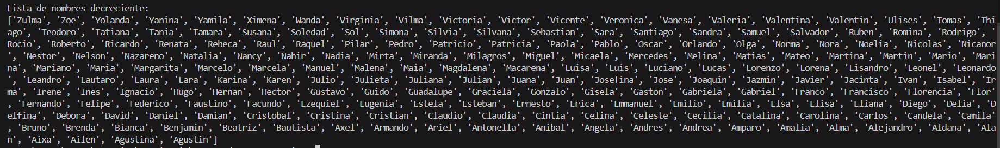 Lista de nombres decreciente:
['Zulma', 'Zoe', 'Yolanda', 'Yanina', 'Yamila', 'Ximena', 'Wanda', 'Virginia', 'Vilma', 'Victoria', 'Victor', 'Vicente', 'Veronica', 'Vanesa', 'Valeria', 'Valentina', 'Valentin', 'Ulises', 'Tomas', 'Thi
ago', 'Teodoro', 'Tatiana', 'Tania', 'Tamara', 'Susana', 'Soledad', 'Sol', 'Simona', 'Silvia', 'Silvana', 'Sebastian', 'Sara', 'Santiago', 'Sandra', 'Samuel', 'Salvador', 'Ruben', 'Romina', 'Rodrigo', '
Rocio', 'Roberto', 'Ricardo', 'Renata', 'Rebeca', 'Raul', 'Raquel', 'Pilar', 'Pedro', 'Patricio', 'Patricia', 'Paola', 'Pablo', 'Oscar', 'Orlando', 'Olga', 'Norma', 'Nora', 'Noelia', 'Nicolas', 'Nicanor'
, 'Nestor', 'Nelson', 'Nazareno', 'Natalia', 'Nancy', 'Nahir', 'Nadia', 'Mirta', 'Miranda', 'Milagros', 'Miguel', 'Micaela', 'Mercedes', 'Melina', 'Matias', 'Mateo', 'Martina', 'Martin', 'Mario', 'Mari
na', 'Mariano', 'Maria', 'Margarita', 'Marcelo', 'Marcela', 'Manuel', 'Malena', 'Maia', 'Magdalena', 'Macarena', 'Luisa', 'Luis', 'Luciano', 'Lucas', 'Lorenzo', 'Lorena', 'Lisandro', 'Leonel', 'Leonardo
', 'Leandro', 'Lautaro', 'Laura', 'Lara', 'Karina', 'Karen', 'Julio', 'Julieta', 'Juliana', 'Julian', 'Juana', 'Juan', 'Josefina', 'Jose', 'Joaquin', 'Jazmin', 'Javier', 'Jacinta', 'Ivan', 'Isabel', 'Ir
ma', 'Irene', 'Ines', 'Ignacio', 'Hugo', 'Hernan', 'Hector', 'Gustavo', 'Guido', 'Guadalupe', 'Graciela', 'Gonzalo', 'Gisela', 'Gaston', 'Gabriela', 'Gabriel', 'Franco', 'Francisco', 'Florencia', 'Flor'
, 'Fernando', 'Felipe', 'Federico', 'Faustino', 'Facundo', 'Ezequiel', 'Eugenia', 'Estela', 'Esteban', 'Ernesto', 'Erica', 'Emmanuel', 'Emilio', 'Emilia', 'Elsa', 'Elisa', 'Eliana', 'Diego', 'Delia', 'D
elfina', 'Debora', 'David', 'Daniel', 'Damian', 'Cristobal', 'Cristina', 'Cristian', 'Claudio', 'Claudia', 'Cintia', 'Celina', 'Celeste', 'Cecilia', 'Catalina', 'Carolina', 'Carlos', 'Candela', 'Camila'
, 'Bruno', 'Brenda', 'Bianca', 'Benjamin', 'Beatriz', 'Bautista', 'Axel', 'Armando', 'Ariel', 'Antonella', 'Anibal', 'Angela', 'Andres', 'Andrea', 'Amparo', 'Amalia', 'Alma', 'Alejandro', 'Aldana', 'Ala
n', 'Aixa', 'Ailen', 'Agustina', 'Agustin']